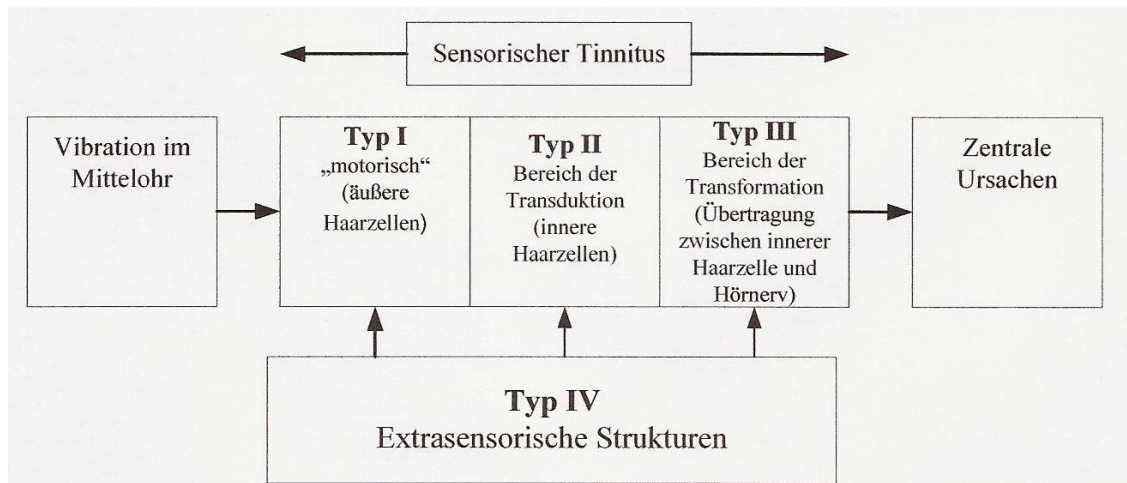 Sensorischer Tinnitus
Vibration im
Mittelohr
Typ I
„motorisch“
(äußere
Haarzellen)
Typ II
Bereich der
Transduktion
(innere
Haarzellen)
Typ III
Bereich der
Transformation
(Übertragung
zwischen innerer
Haarzelle und
Hörnerv)
Zentrale
Ursachen
Typ IV
Extrasensorische Strukturen